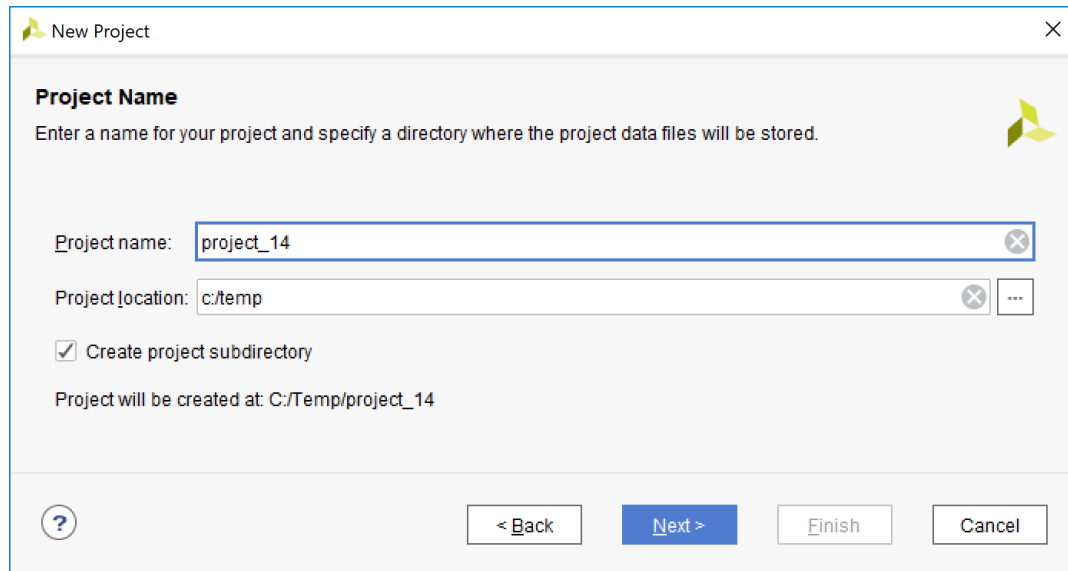 New Project
Project Name
Enter a name for your project and specify a directory where the project data files will be stored.
Project name: project_14
Project location: c:/temp ...
Create project subdirectory
Project will be created at: C:/Temp/project_14
? < Back Next > Finish Cancel